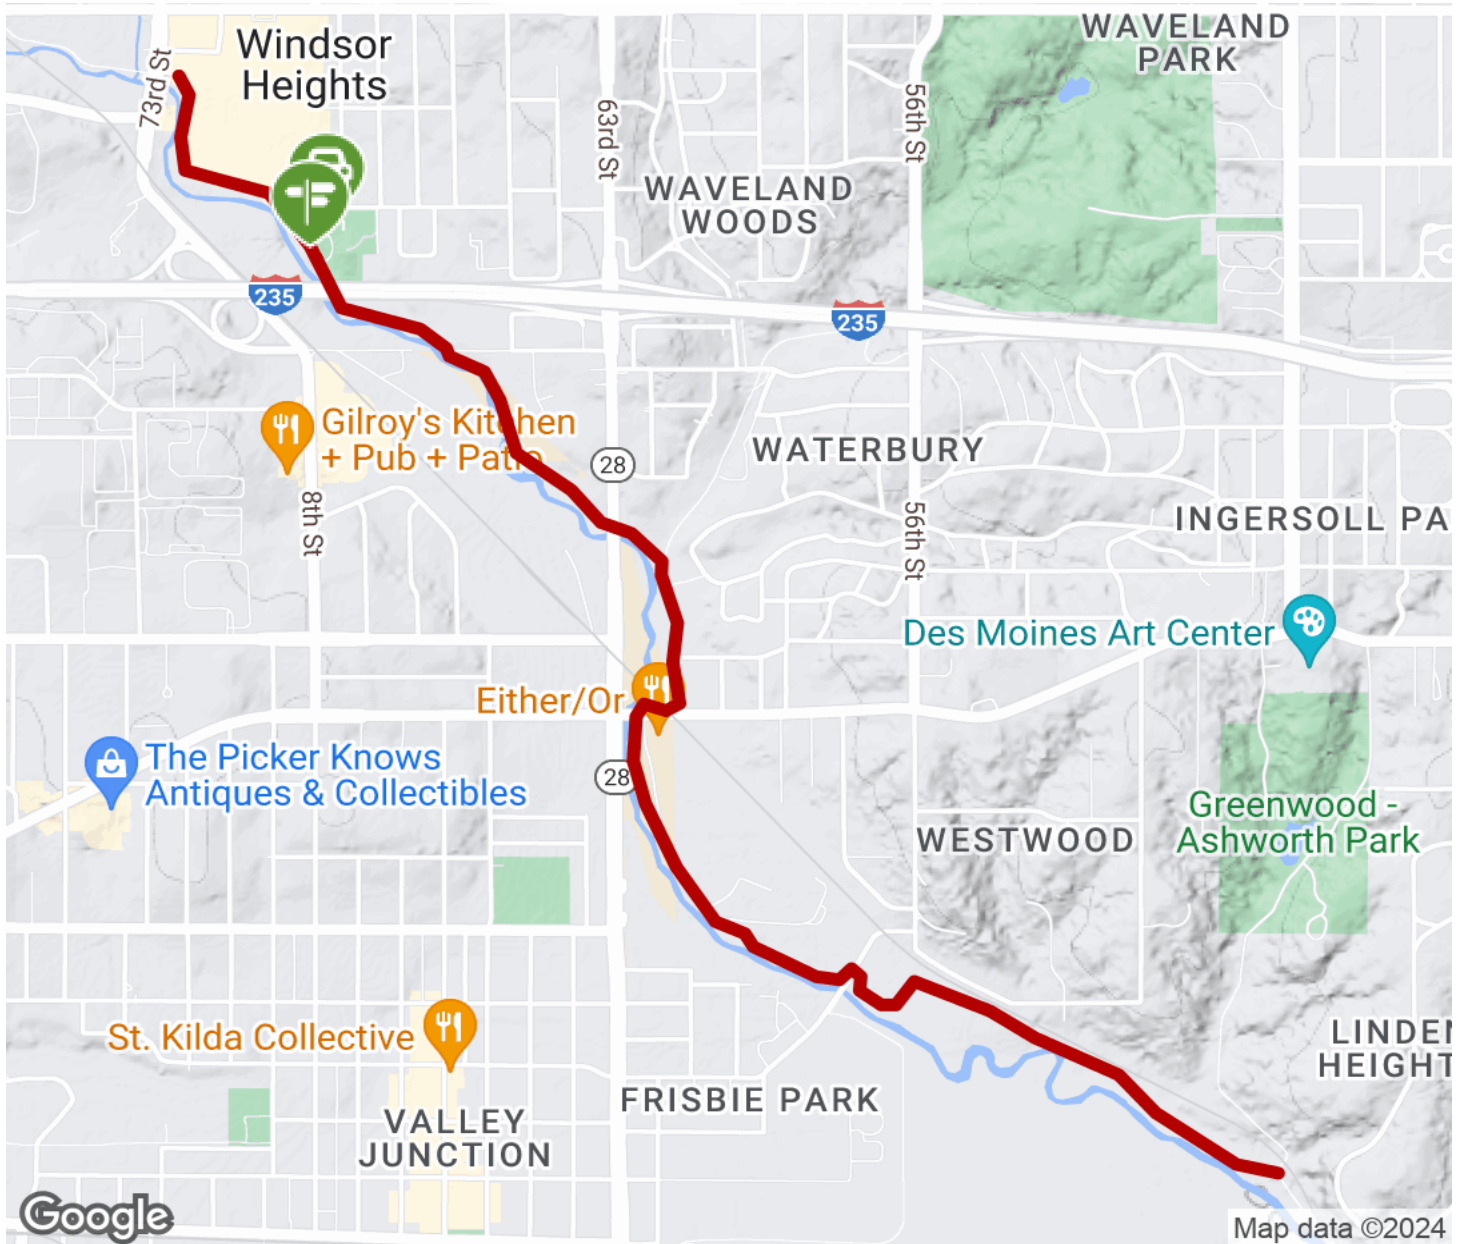 WAVELAND
PARK
Windsor
Heights
73rd St
63rd St
56th St
WAVELAND
WOODS
235
235
Gilroy's Kitchen
+ Pub + Patio
28
WATERBURY
8th St
56th St
INGERSOLL PA
Des Moines Art Center
Either/Or
The Picker Knows
Antiques & Collectibles
28
Greenwood -
Ashworth Park
WESTWOOD
St. Kilda Collective
LINDEN
HEIGHT
FRISBIE PARK
VALLEY
JUNCTION
Google
Map data ©2024